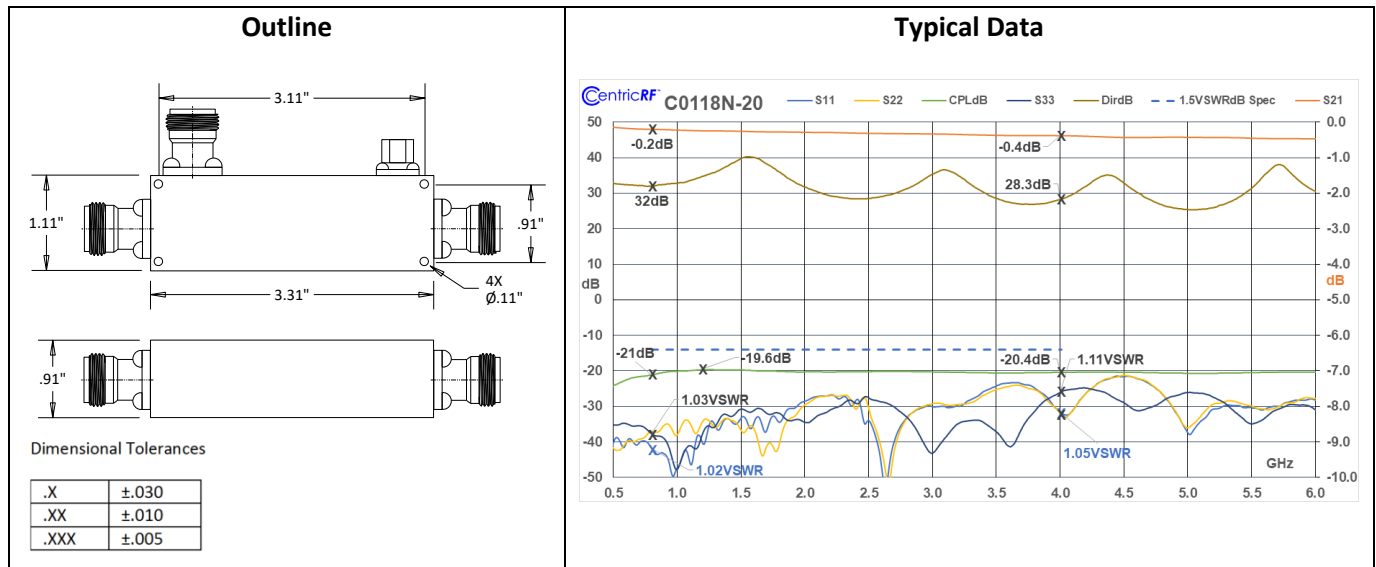 Outline
3.11"
1.11"
.91"
4X
Ø.11"
3.31"
.91"
Dimensional Tolerances
.X ±.030
.XX ±.010
.XXX ±.005
Typical Data
CentricRF™ C0118N-20 S11 S22 CPLdB S33 DirdB 1.5VSWRdB Spec S21
50 0.0
-0.2dB -0.4dB
40 -1.0
30 -2.0
32dB 28.3dB
20 -3.0
10 -4.0
dB dB
0 -5.0
-10 -6.0
-21dB -19.6dB -20.4dB 1.11VSWR
-20 -7.0
1.03VSWR
-30 -8.0
-40 -9.0
1.02VSWR 1.05VSWR
GHz
-50 -10.0
0.5 1.0 1.5 2.0 2.5 3.0 3.5 4.0 4.5 5.0 5.5 6.0